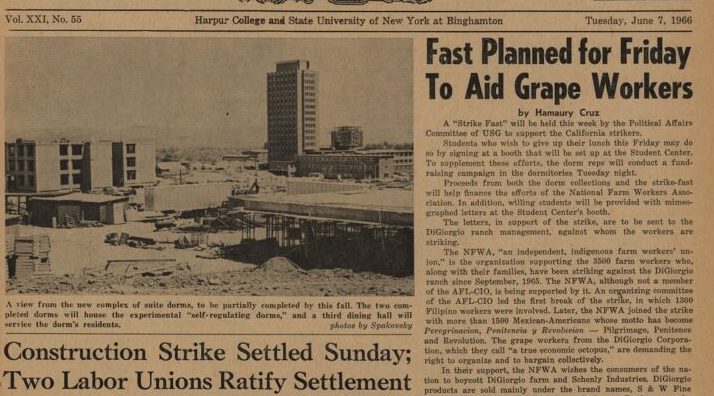 Vol. XXI, No. 55
Harpur College and State University of New York at Binghamton
Tuesday, June 7, 1966
A view from the new complex of suite dorms, to be partially completed by this fall. The two com-
pleted dorms will house the experimental "self-regulating dorms," and a third dining hall will
service the dorm's residents.
photos by Spakovsky
Construction Strike Settled Sunday;
Two Labor Unions Ratify Settlement
Fast Planned for Friday
To Aid Grape Workers
by Hamaury Cruz
A "Strike Fast" will be held this week by the Political Affairs
Committee of USG to support the California strikers.
Students who wish to give up their lunch this Friday may do
so by signing at a booth that will be set up at the Student Center.
To supplement these efforts, the dorm reps will conduct a fund-
raising campaign in the dormitories Tuesday night.
Proceeds from both the dorm collections and the strike-fast
will help finance the efforts of the National Farm Workers Asso-
ciation. In addition, willing students will be provided with mimeo-
graphed letters at the Student Center's booth.
The letters, in support of the strike, are to be sent to the
DiGiorgio ranch management, against whom the workers are
striking.
The NFWA, "an independent, indigenous farm workers' un-
ion," is the organization supporting the 3500 farm workers who,
along with their families, have been striking against the DiGiorgio
ranch since September, 1965. The NFWA, although not a member
of the AFL-CIO, is being supported by it. An organizing committee
of the AFL-CIO led the first break of the strike, in which 1300
Filipino workers were involved. Later, the NFWA joined the strike
with more than 1500 Mexican-Americans whose motto has become
Peregrinacion, Penitencia y Revolucion — Pilgrimage, Penitence
and Revolution. The grape workers from the DiGiorgio Corpora-
tion, which they call "a true economic octopus," are demanding the
right to organize and to bargain collectively.
In their support, the NFWA wishes the consumers of the na-
tion to boycott DiGiorgio farm and Schenly Industries. DiGiorgio
products are sold mainly under the brand names, S & W Fine